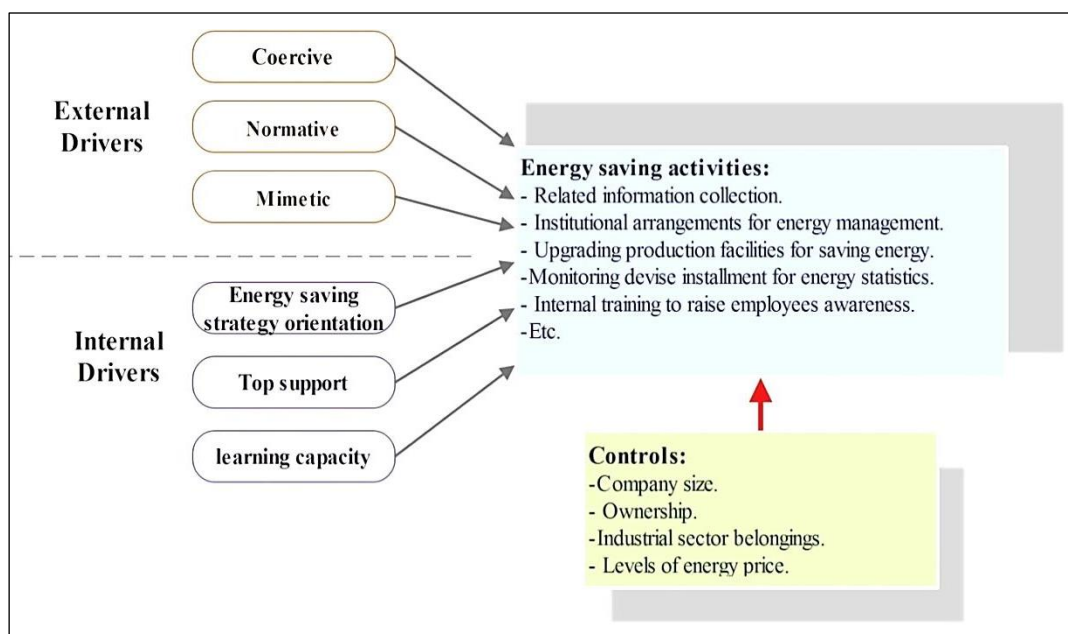 External
Drivers
Coercive
Normative
Mimetic
Internal
Drivers
Energy saving
strategy orientation
Top support
learning capacity
Energy saving activities:
- Related information collection.
- Institutional arrangements for energy management.
- Upgrading production facilities for saving energy.
-Monitoring devise installment for energy statistics.
- Internal training to raise employees awareness.
-Etc.
Controls:
-Company size.
- Ownership.
-Industrial sector belongings.
- Levels of energy price.